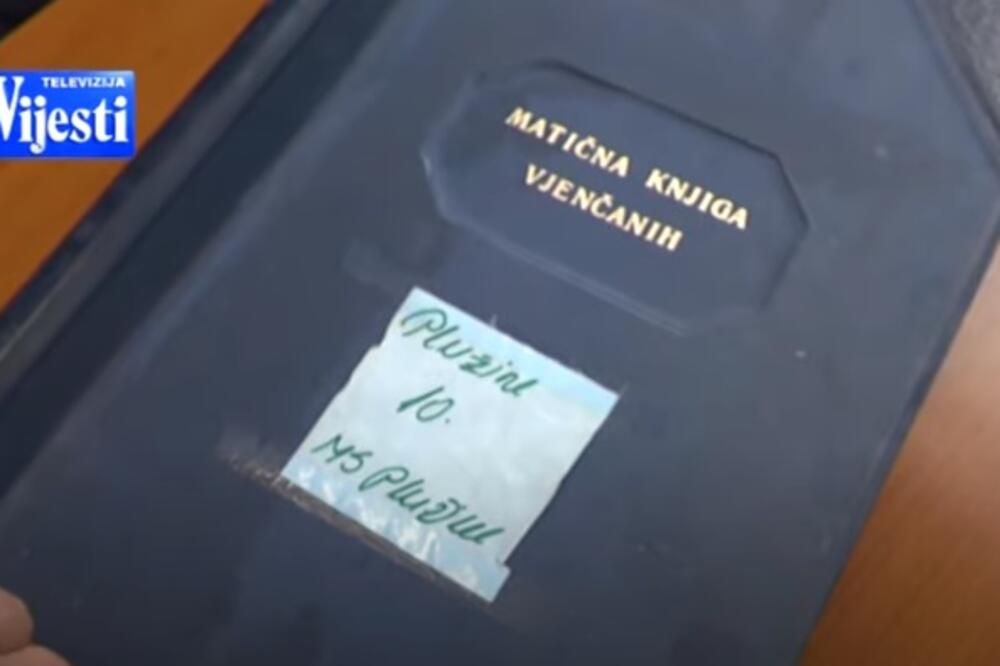 TELEVIZIJA
Vijesti
MATIČNA KNJIGA
VJENČANIH
Plužine
10.
MS Plužine